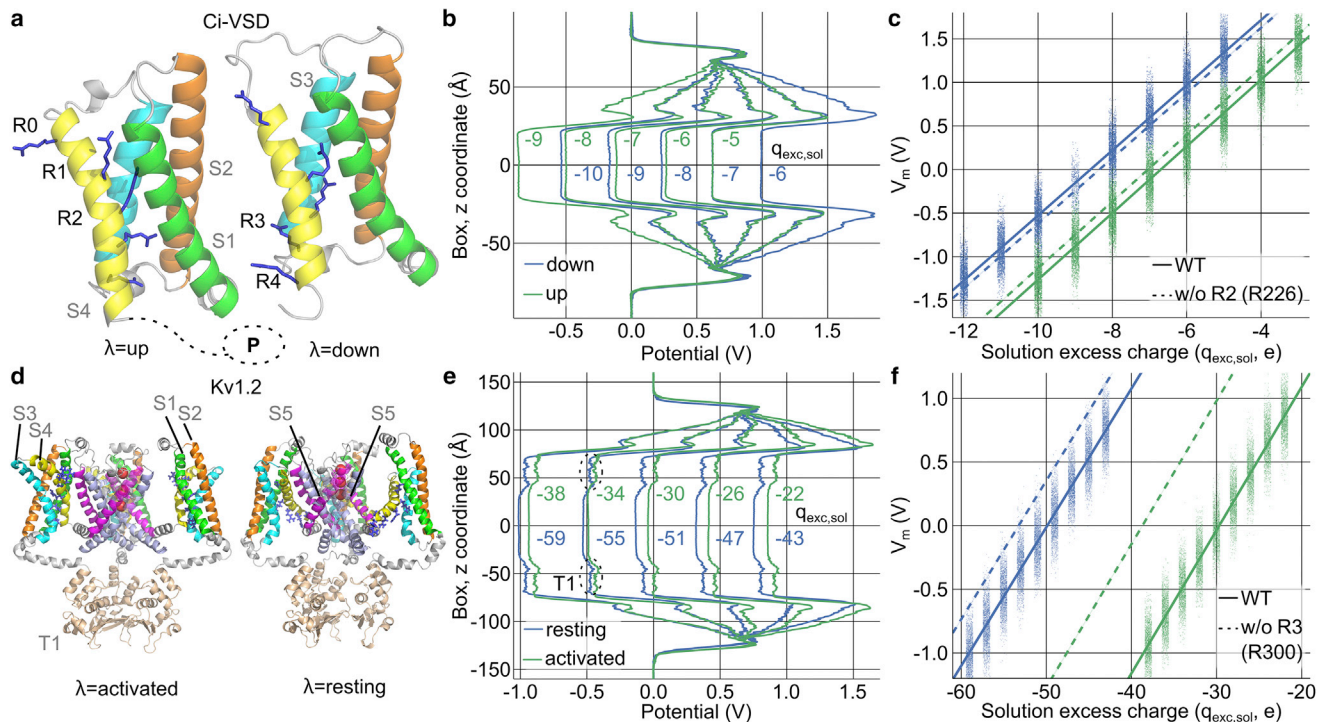 a
Ci-VSD
R0
R1
R2
S4
S3
S2
S1
R3
R4
λ=up
P
λ=down
b
Box, z coordinate (Å)
50
0
-50
-9
-8
-7
-6
-5
q_exc,sol
-10
-9
-8
-7
-6
down
up
-0.5
0.0
0.5
1.0
1.5
Potential (V)
c
V_m (V)
1.5
1.0
0.5
0.0
-0.5
-1.0
-1.5
WT
w/o R2 (R226)
-12
-10
-8
-6
-4
Solution excess charge (q_exc,sol, e)
d
Kv1.2
S3
S4
S1
S2
S5
S5
T1
λ=activated
λ=resting
e
Box, z coordinate (Å)
150
100
50
0
-50
-100
-150
-38
-34
-30
-26
-22
q_exc,sol
-59
-55
-51
-47
-43
T1
resting
activated
-1.0
-0.5
0.0
0.5
1.0
1.5
Potential (V)
f
V_m (V)
1.0
0.5
0.0
-0.5
-1.0
WT
w/o R3
(R300)
-60
-50
-40
-30
-20
Solution excess charge (q_exc,sol, e)